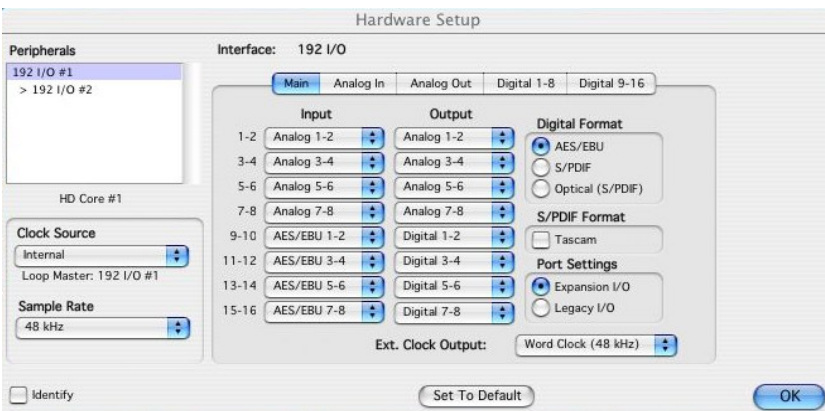 Hardware Setup
Peripherals
192 I/O #1
> 192 I/O #2
HD Core #1
Clock Source
Internal
Loop Master: 192 I/O #1
Sample Rate
48 kHz
Identify
Interface: 192 I/O
Main Analog In Analog Out Digital 1-8 Digital 9-16
Input Output
1-2 Analog 1-2 Analog 1-2
3-4 Analog 3-4 Analog 3-4
5-6 Analog 5-6 Analog 5-6
7-8 Analog 7-8 Analog 7-8
9-10 AES/EBU 1-2 Digital 1-2
11-12 AES/EBU 3-4 Digital 3-4
13-14 AES/EBU 5-6 Digital 5-6
15-16 AES/EBU 7-8 Digital 7-8
Digital Format
AES/EBU
S/PDIF
Optical (S/PDIF)
S/PDIF Format
Tascam
Port Settings
Expansion I/O
Legacy I/O
Ext. Clock Output: Word Clock (48 kHz)
Set To Default
OK